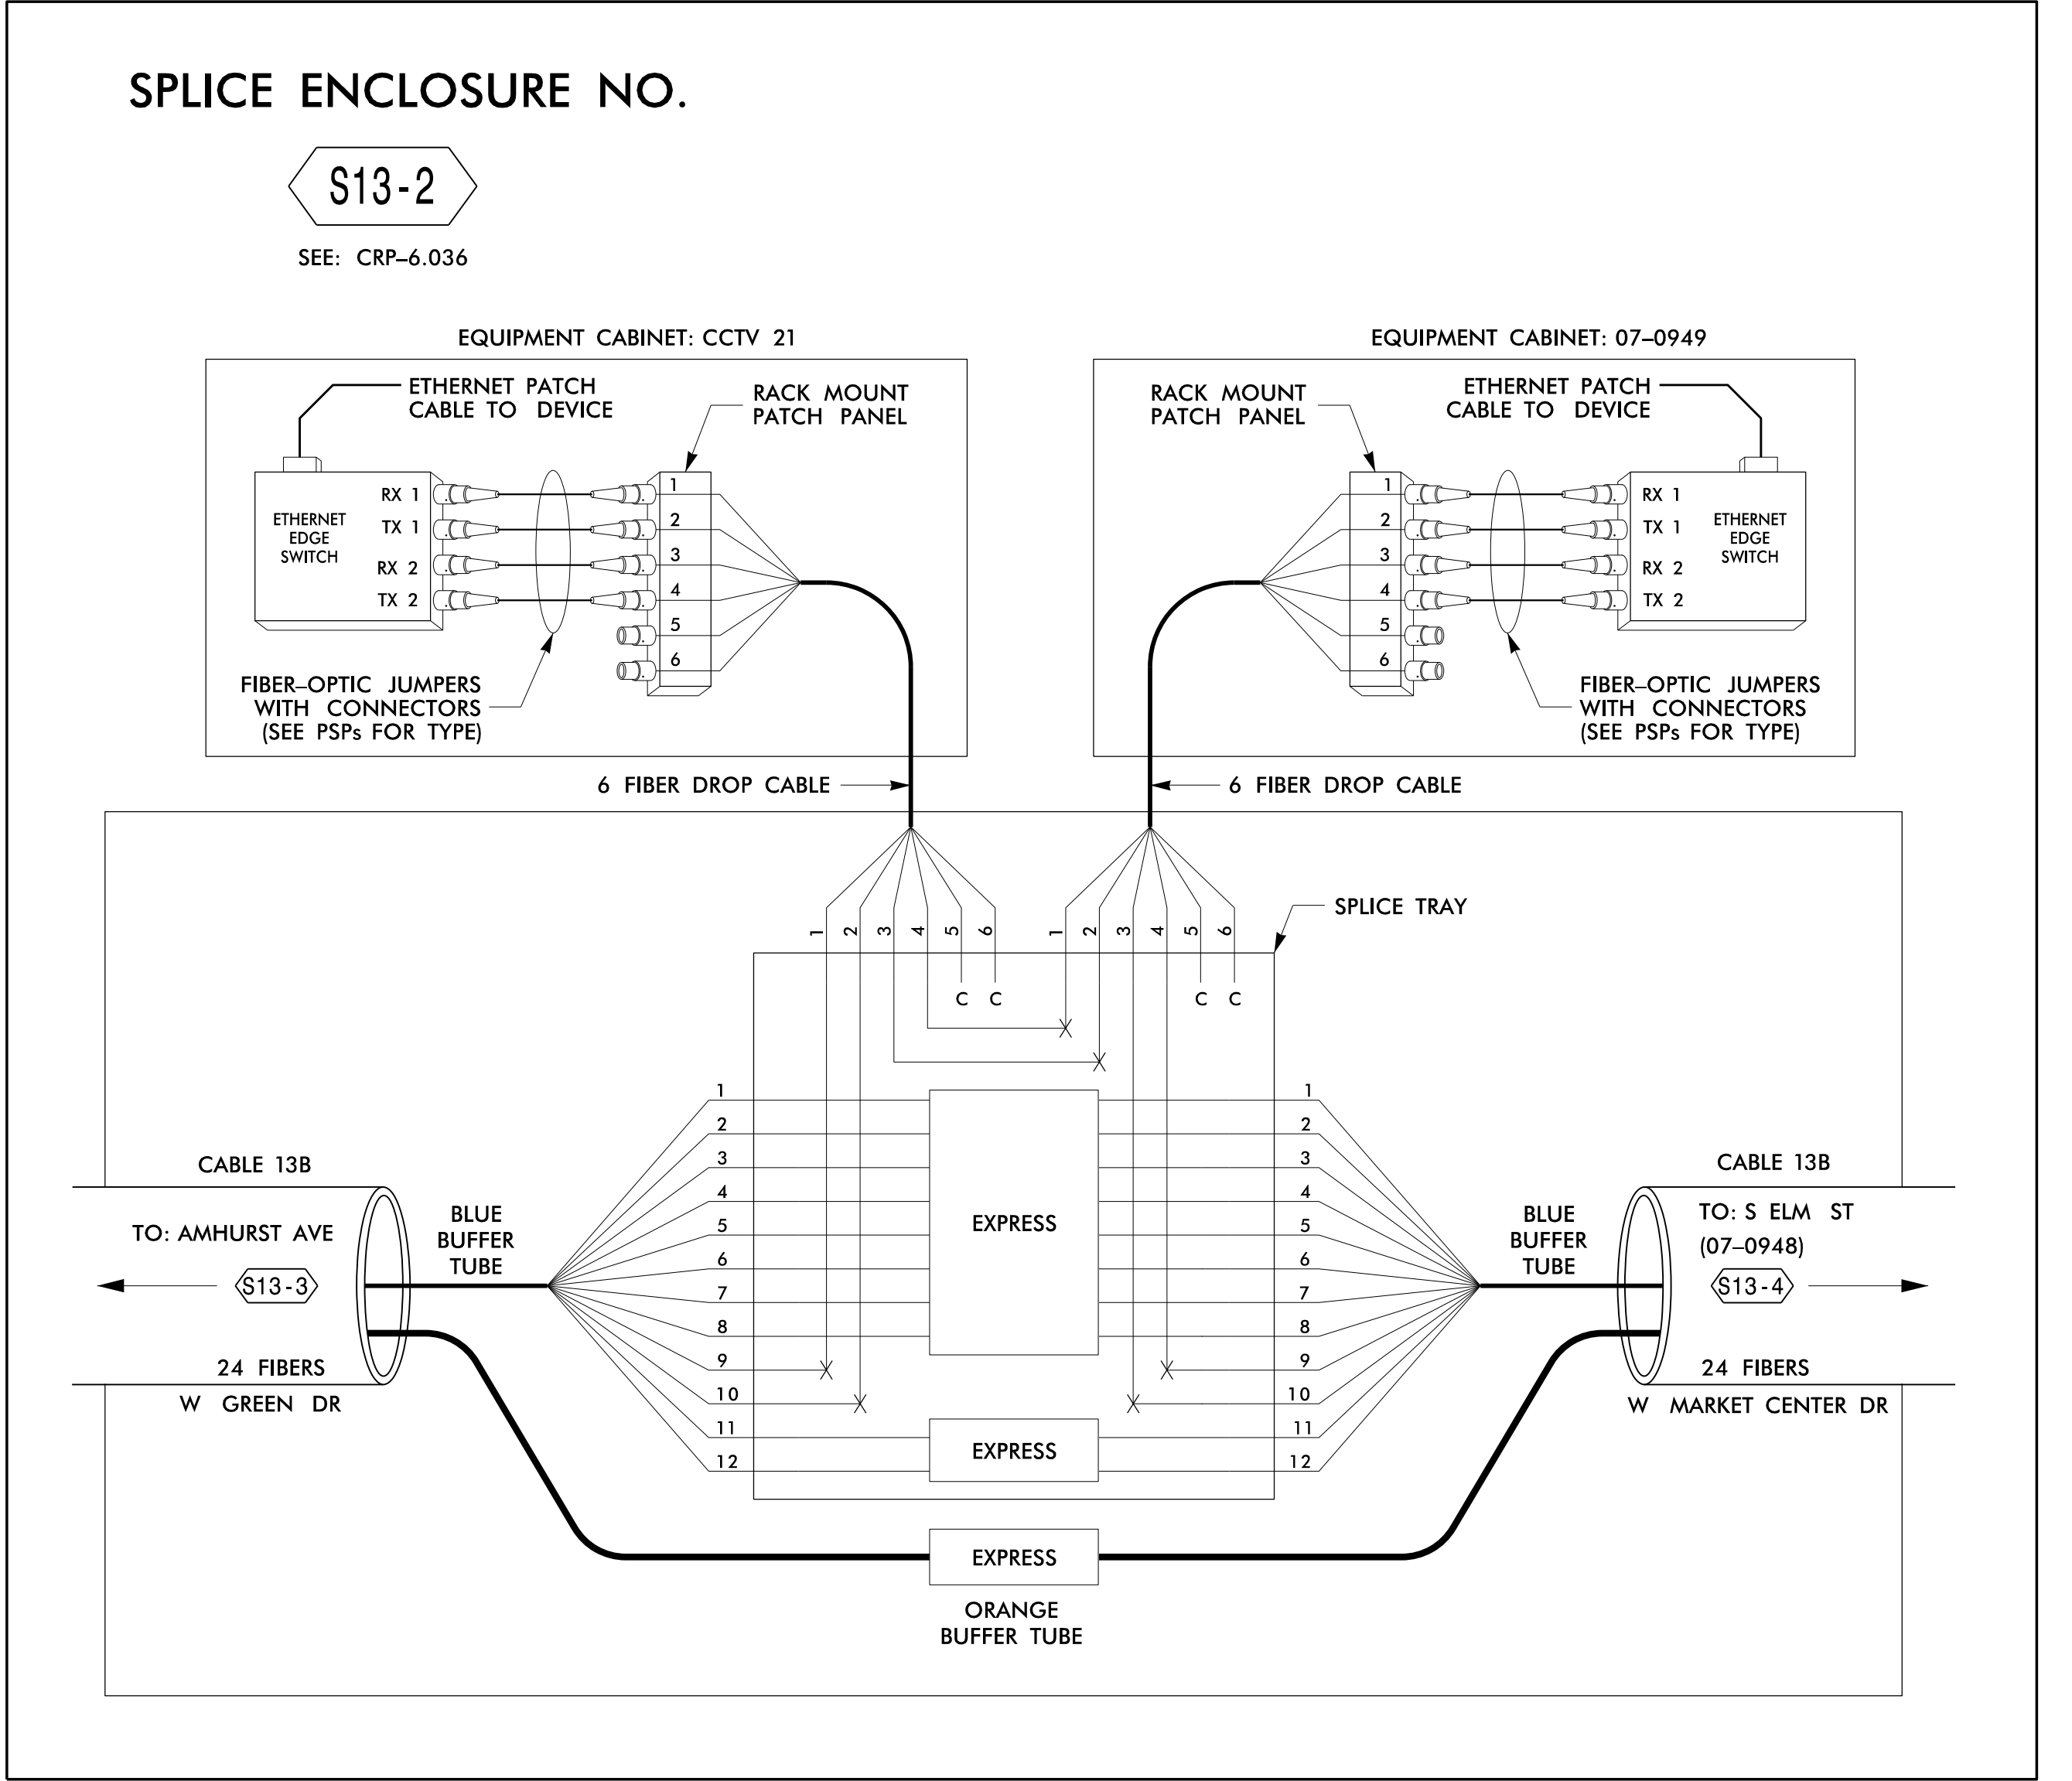 SPLICE ENCLOSURE NO.
S13-2
SEE: CRP-6.036
EQUIPMENT CABINET: CCTV 21
ETHERNET PATCH
CABLE TO DEVICE
RACK MOUNT
PATCH PANEL
ETHERNET
EDGE
SWITCH
RX 1
TX 1
RX 2
TX 2
1
2
3
4
5
6
FIBER-OPTIC JUMPERS
WITH CONNECTORS
(SEE PSPs FOR TYPE)
EQUIPMENT CABINET: 07-0949
RACK MOUNT
PATCH PANEL
ETHERNET PATCH
CABLE TO DEVICE
1
2
3
4
5
6
RX 1
TX 1
RX 2
TX 2
ETHERNET
EDGE
SWITCH
FIBER-OPTIC JUMPERS
WITH CONNECTORS
(SEE PSPs FOR TYPE)
6 FIBER DROP CABLE
6 FIBER DROP CABLE
SPLICE TRAY
1 2 3 4 5 6
1 2 3 4 5 6
C C
C C
CABLE 13B
TO: AMHURST AVE
S13-3
24 FIBERS
W GREEN DR
BLUE
BUFFER
TUBE
1
2
3
4
5
6
7
8
9
10
11
12
EXPRESS
EXPRESS
1
2
3
4
5
6
7
8
9
10
11
12
BLUE
BUFFER
TUBE
CABLE 13B
TO: S ELM ST
(07-0948)
S13-4
24 FIBERS
W MARKET CENTER DR
EXPRESS
ORANGE
BUFFER TUBE